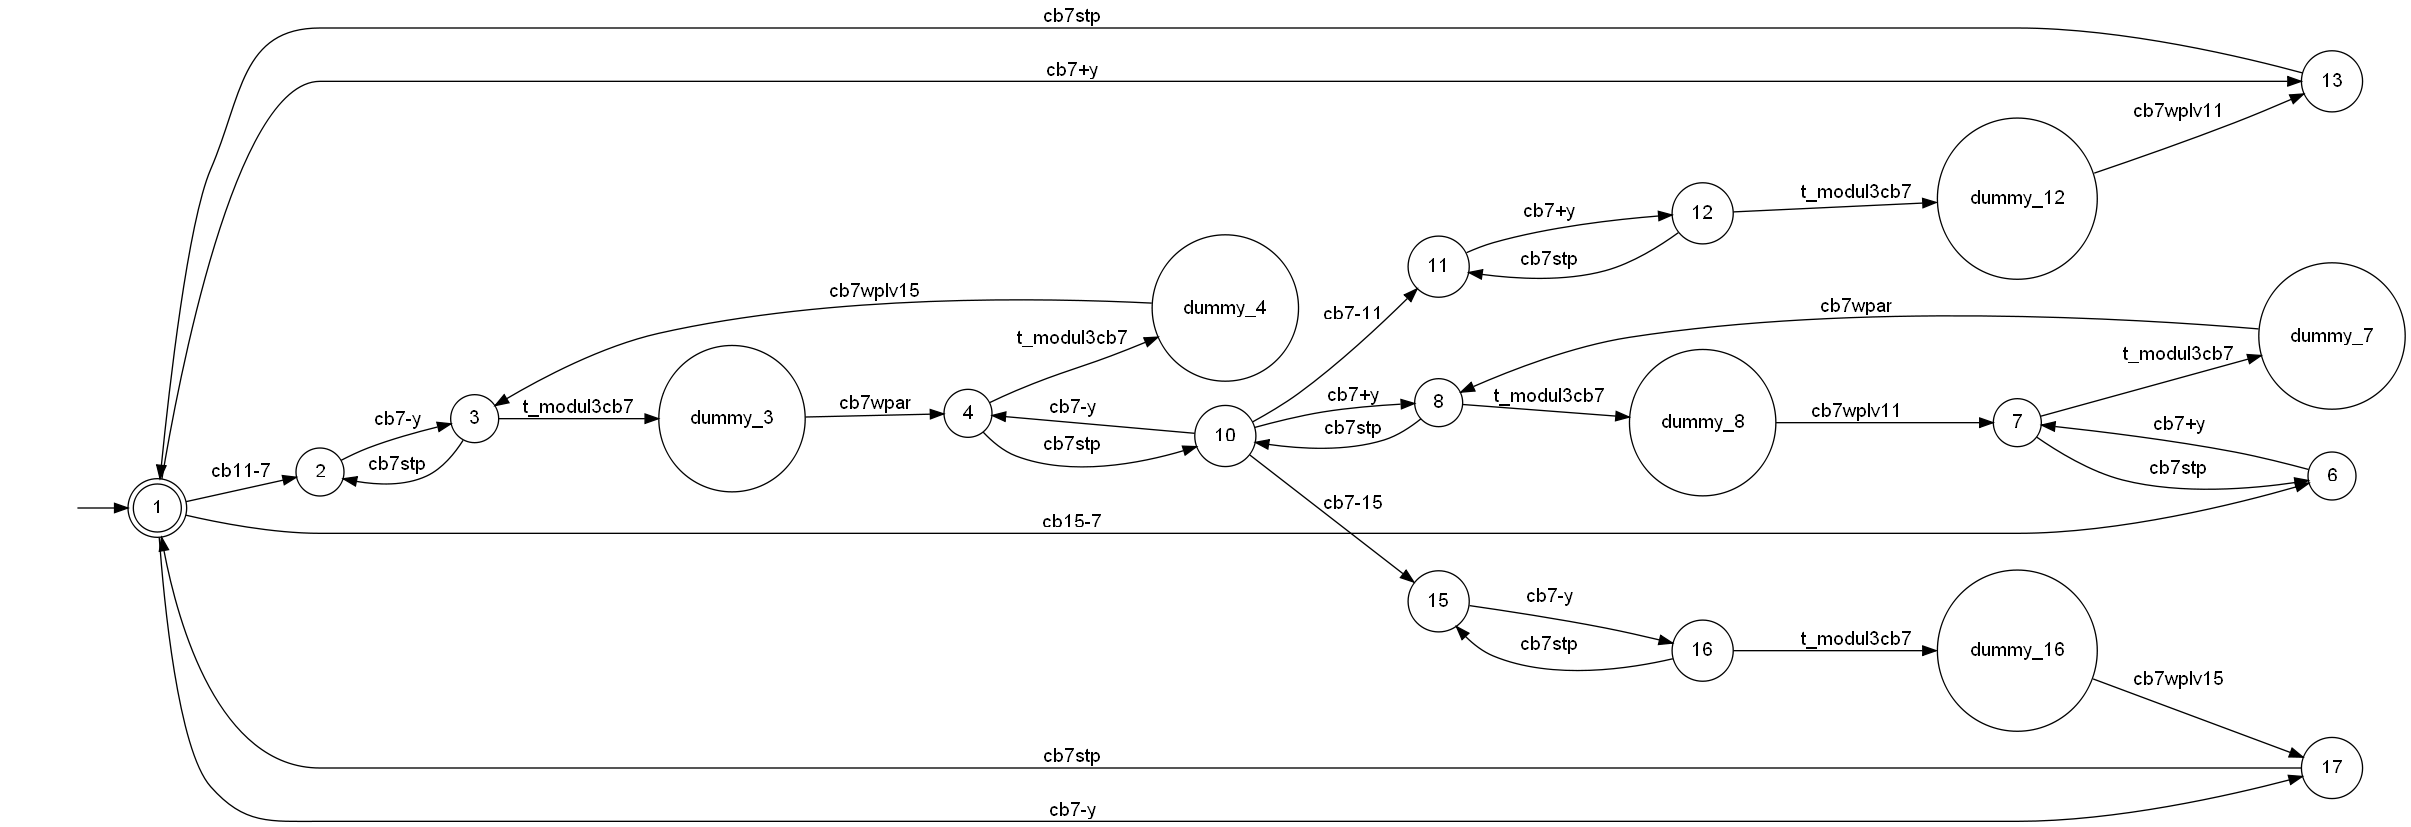 cb7stp
cb7+y
13
cb7wplv11
dummy_12
t_modul3cb7
12
cb7+y
cb7stp
11
cb7-11
dummy_4
cb7wplv15
t_modul3cb7
dummy_7
cb7wpar
t_modul3cb7
cb7+y
cb7stp
7
6
cb7wplv11
dummy_8
t_modul3cb7
8
cb7+y
cb7stp
10
cb7-y
cb7stp
4
cb7wpar
dummy_3
t_modul3cb7
3
cb7-y
cb7stp
2
cb11-7
1
cb15-7
cb7-15
15
cb7-y
cb7stp
16
t_modul3cb7
dummy_16
cb7wplv15
17
cb7stp
cb7-y